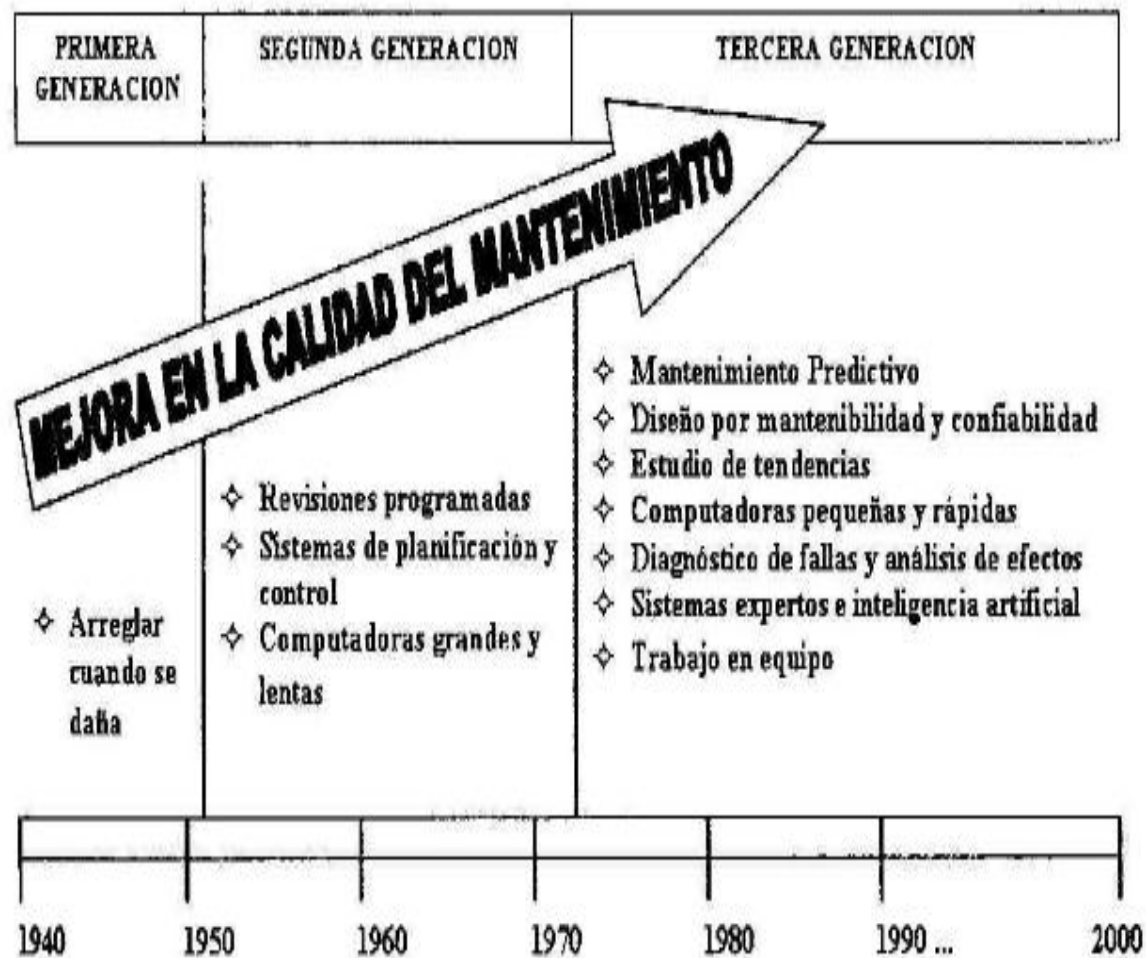 PRIMERA
GENERACION
SEGUNDA GENERACION
TERCERA GENERACION
MEJORA EN LA CALIDAD DEL MANTENIMIENTO
✧ Arreglar
cuando se
daña
✧ Revisiones programadas
✧ Sistemas de planificación y
control
✧ Computadoras grandes y
lentas
✧ Mantenimiento Predictivo
✧ Diseño por mantenibilidad y confiabilidad
✧ Estudio de tendencias
✧ Computadoras pequeñas y rápidas
✧ Diagnóstico de fallas y análisis de efectos
✧ Sistemas expertos e inteligencia artificial
✧ Trabajo en equipo
1940 1950 1960 1970 1980 1990 ... 2000